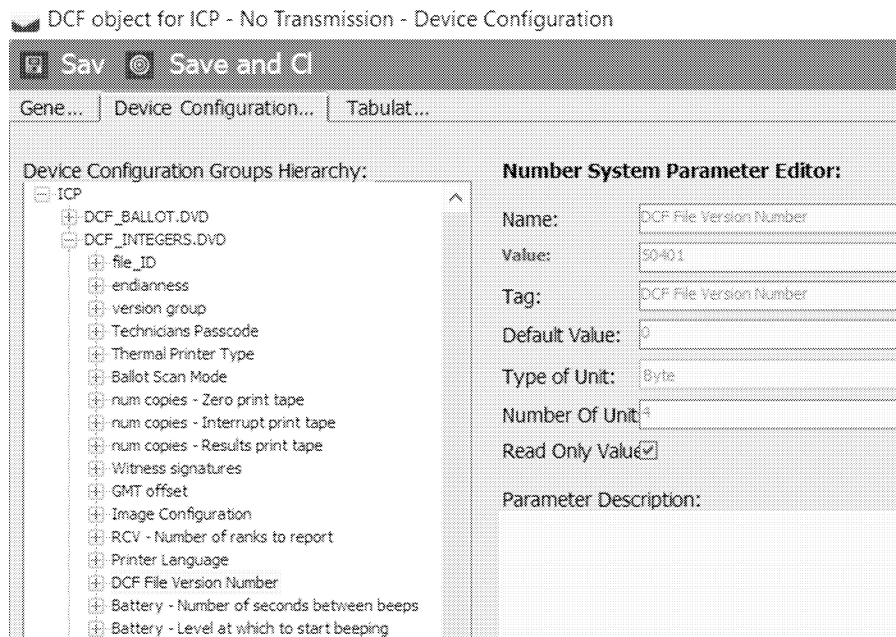 DCF object for ICP - No Transmission - Device Configuration
Sav Save and Cl
Gene... Device Configuration... Tabulat...
Device Configuration Groups Hierarchy:
ICP
DCF_BALLOT.DVD
DCF_INTEGERS.DVD
file_ID
endianness
version group
Technicians Passcode
Thermal Printer Type
Ballot Scan Mode
num copies - Zero print tape
num copies - Interrupt print tape
num copies - Results print tape
Witness signatures
GMT offset
Image Configuration
RCV - Number of ranks to report
Printer Language
DCF File Version Number
Battery - Number of seconds between beeps
Battery - Level at which to start beeping
Number System Parameter Editor:
Name: DCF File Version Number
Value: 50401
Tag: DCF File Version Number
Default Value: 0
Type of Unit: Byte
Number Of Unit 4
Read Only Value
Parameter Description: